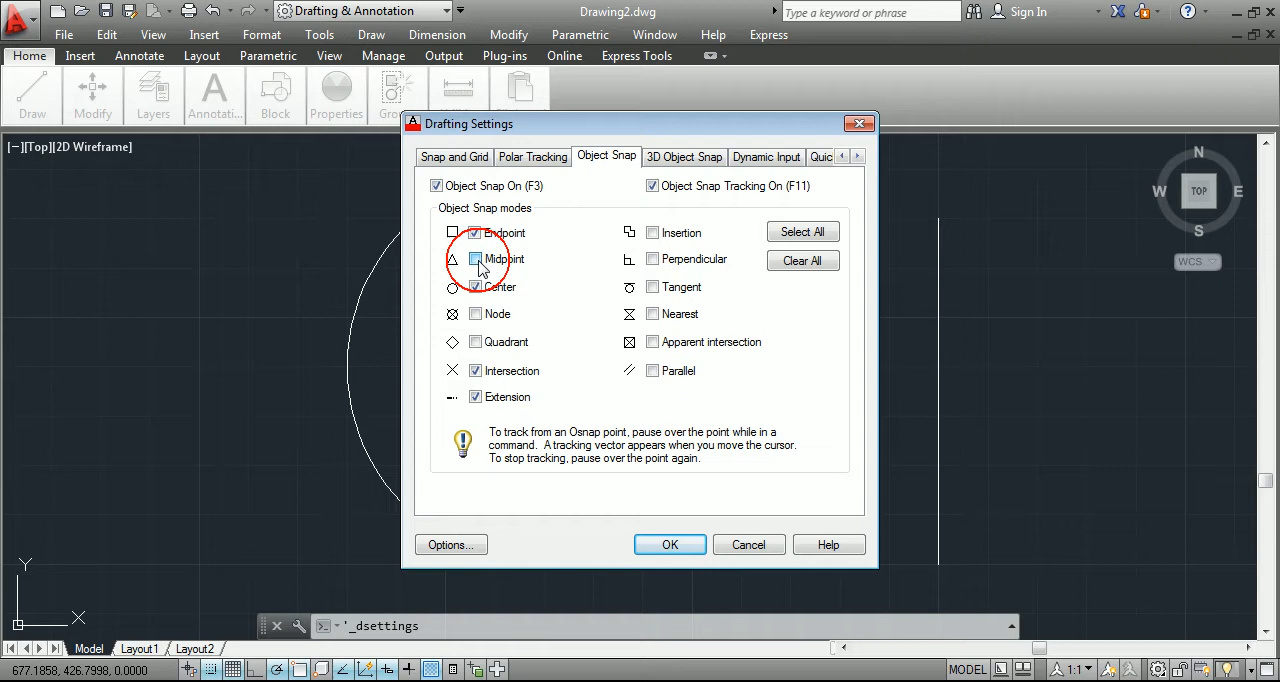 Drafting & Annotation
Drawing2.dwg
Type a keyword or phrase
Sign In
File Edit View Insert Format Tools Draw Dimension Modify Parametric Window Help Express
Home Insert Annotate Layout Parametric View Manage Output Plug-ins Online Express Tools
Draw Modify Layers Annotati... Block Properties
[−][Top][2D Wireframe]
Drafting Settings
Snap and Grid Polar Tracking Object Snap 3D Object Snap Dynamic Input Quic
Object Snap On (F3) Object Snap Tracking On (F11)
Object Snap modes
Endpoint Insertion Select All
Midpoint Perpendicular Clear All
Center Tangent
Node Nearest
Quadrant Apparent intersection
Intersection Parallel
Extension
To track from an Osnap point, pause over the point while in a
command. A tracking vector appears when you move the cursor.
To stop tracking, pause over the point again.
Options... OK Cancel Help
N
W TOP E
S
WCS
Y
X
'_dsettings
Model Layout1 Layout2
677.1858, 426.7998, 0.0000 MODEL 1:1